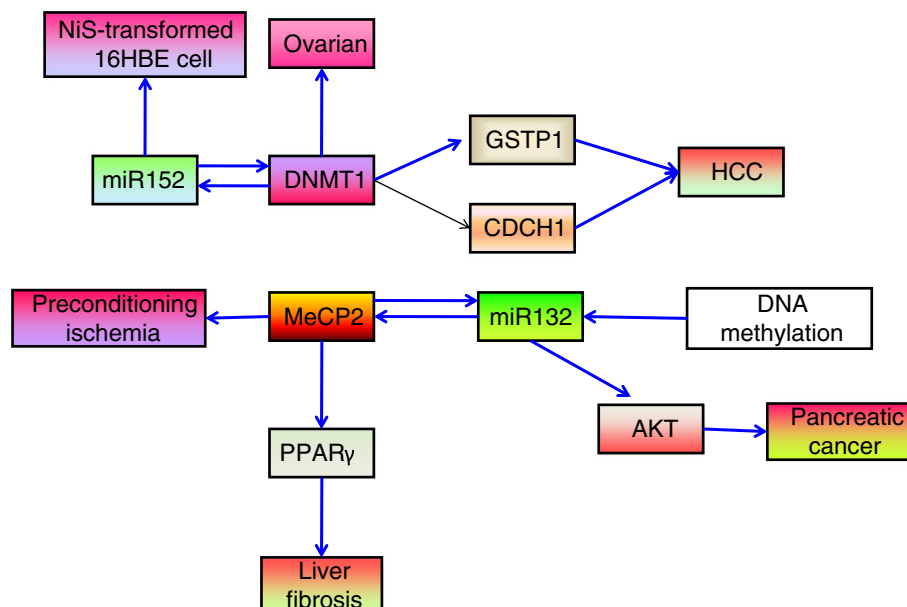 NiS-transformed
16HBE cell
Ovarian
GSTP1
miR152
DNMT1
HCC
CDCH1
Preconditioning
ischemia
MeCP2
miR132
DNA
methylation
AKT
Pancreatic
cancer
PPARγ
Liver
fibrosis